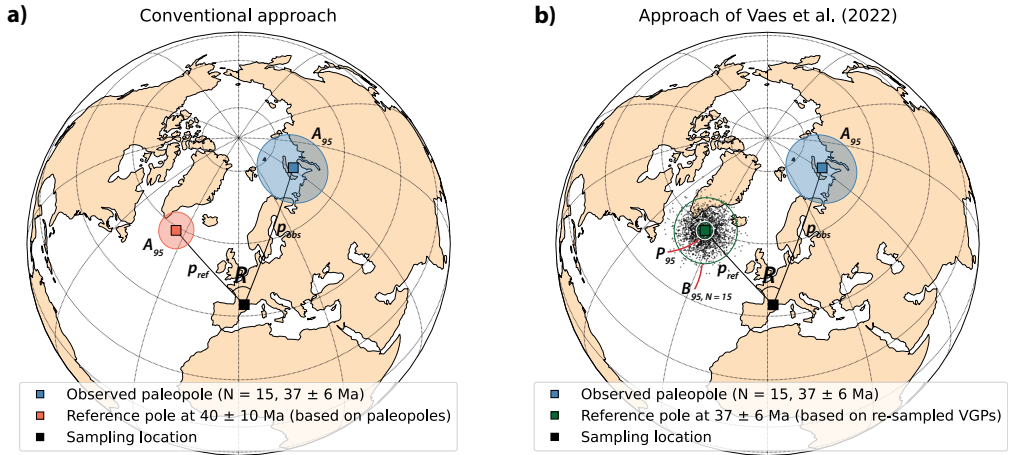 a)
Conventional approach
A95
A95
pobs
pref
R
Observed paleopole (N = 15, 37 ± 6 Ma)
Reference pole at 40 ± 10 Ma (based on paleopoles)
Sampling location
b)
Approach of Vaes et al. (2022)
A95
P95
pobs
pref
R
B95, N = 15
Observed paleopole (N = 15, 37 ± 6 Ma)
Reference pole at 37 ± 6 Ma (based on re-sampled VGPs)
Sampling location